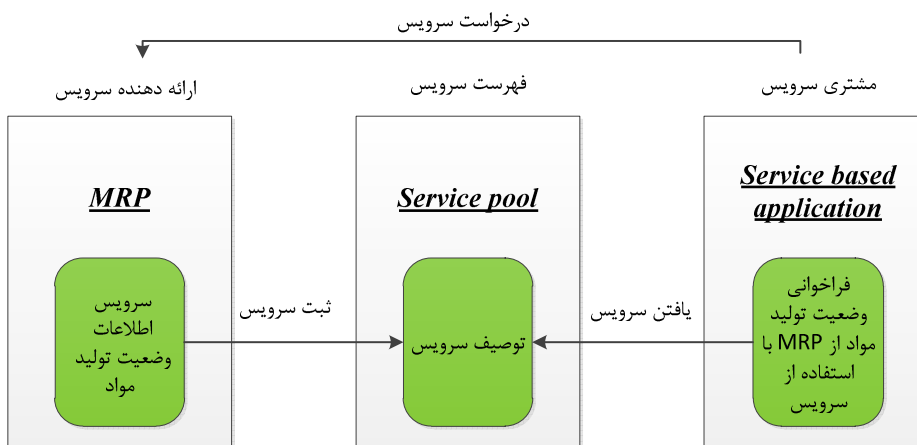 درخواست سرویس
مشتری سرویس
فهرست سرویس
ارائه دهنده سرویس
Service based
application
Service pool
MRP
فراخوانی
وضعیت تولید
مواد از MRP با
استفاده از
سرویس
یافتن سرویس
توصیف سرویس
ثبت سرویس
سرویس
اطلاعات
وضعیت تولید
مواد